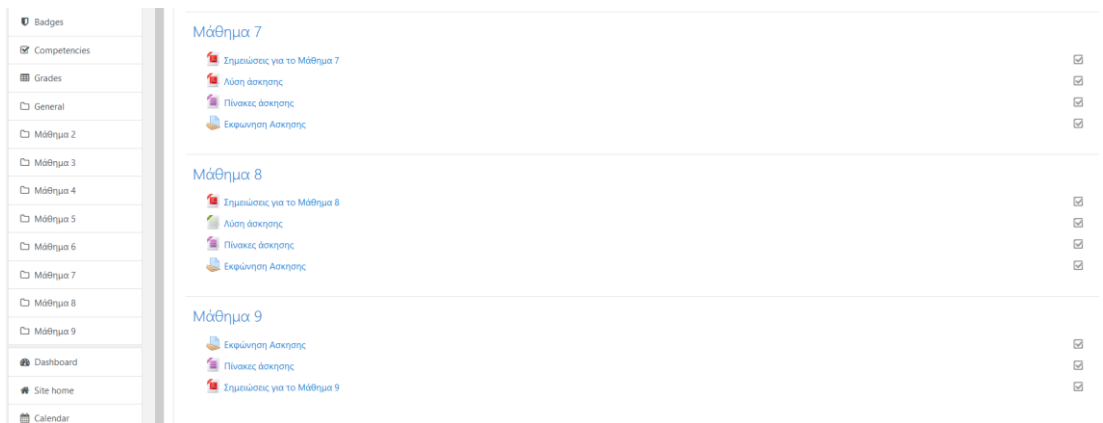 Badges
Competencies
Grades
General
Μάθημα 2
Μάθημα 3
Μάθημα 4
Μάθημα 5
Μάθημα 6
Μάθημα 7
Μάθημα 8
Μάθημα 9
Dashboard
Site home
Calendar
Μάθημα 7
Σημειώσεις για το Μάθημα 7
Λύση άσκησης
Πίνακες άσκησης
Εκφωνηση Ασκησης
Μάθημα 8
Σημειώσεις για το Μάθημα 8
Λύση άσκησης
Πίνακες άσκησης
Εκφώνηση Ασκησης
Μάθημα 9
Εκφώνηση Ασκησης
Πίνακες άσκησης
Σημειώσεις για το Μάθημα 9